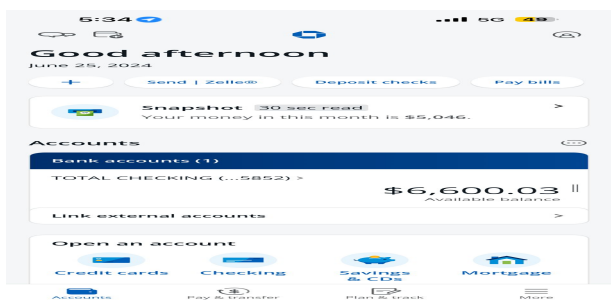 5:34
5G 49
Good afternoon
June 25, 2024
Send | Zelle®
Deposit checks
Pay bills
Snapshot 30 sec read
Your money in this month is $5,046.
Accounts
Bank accounts (1)
TOTAL CHECKING (...5852)
$6,600.03
Available balance
Link external accounts
Open an account
Credit cards
Checking
Savings & CDs
Mortgage
Accounts
Pay & transfer
Plan & track
More